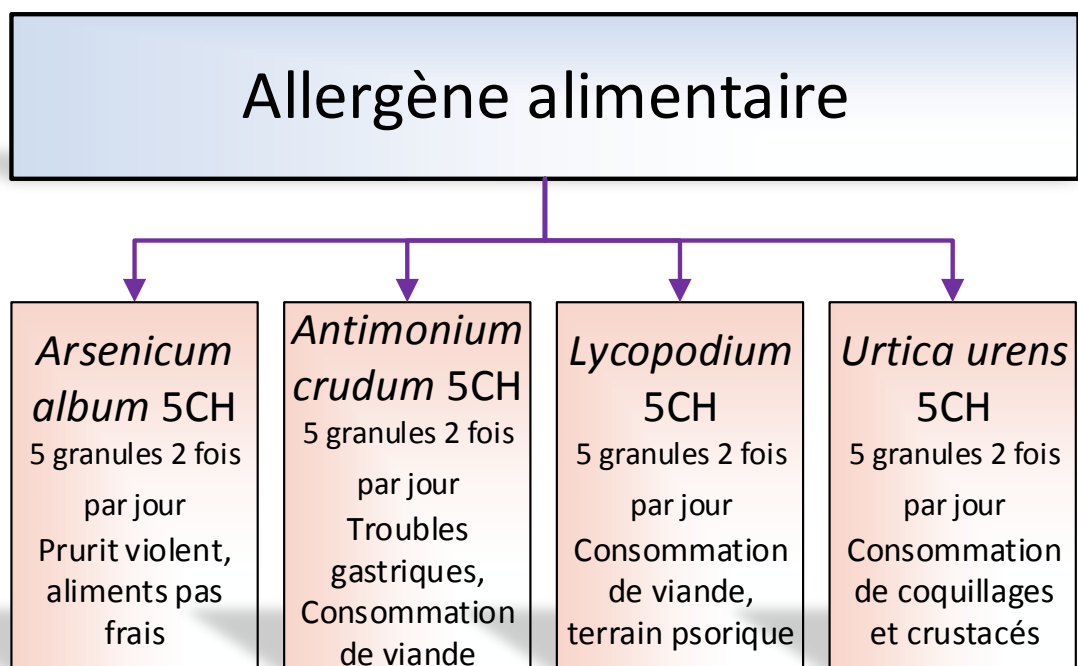 Allergène alimentaire
Arsenicum
album 5CH
5 granules 2 fois
par jour
Prurit violent,
aliments pas
frais
Antimonium
crudum 5CH
5 granules 2 fois
par jour
Troubles
gastriques,
Consommation
de viande
Lycopodium
5CH
5 granules 2 fois
par jour
Consommation
de viande,
terrain psorique
Urtica urens
5CH
5 granules 2 fois
par jour
Consommation
de coquillages
et crustacés